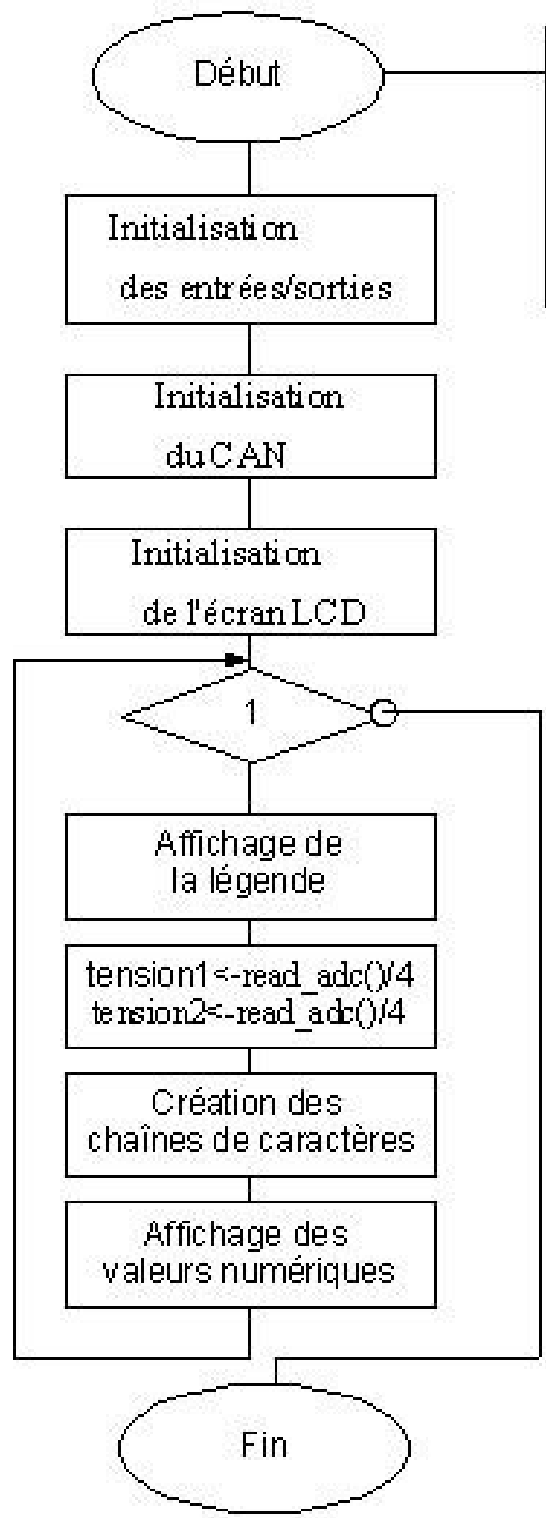 Début
Initialisation
des entrées/sorties
Initialisation
du CAN
Initialisation
de l'écran LCD
1
Affichage de
la légende
tension1<-read_adc()/4
tension2<-read_adc()/4
Création des
chaînes de caractères
Affichage des
valeurs numériques
Fin